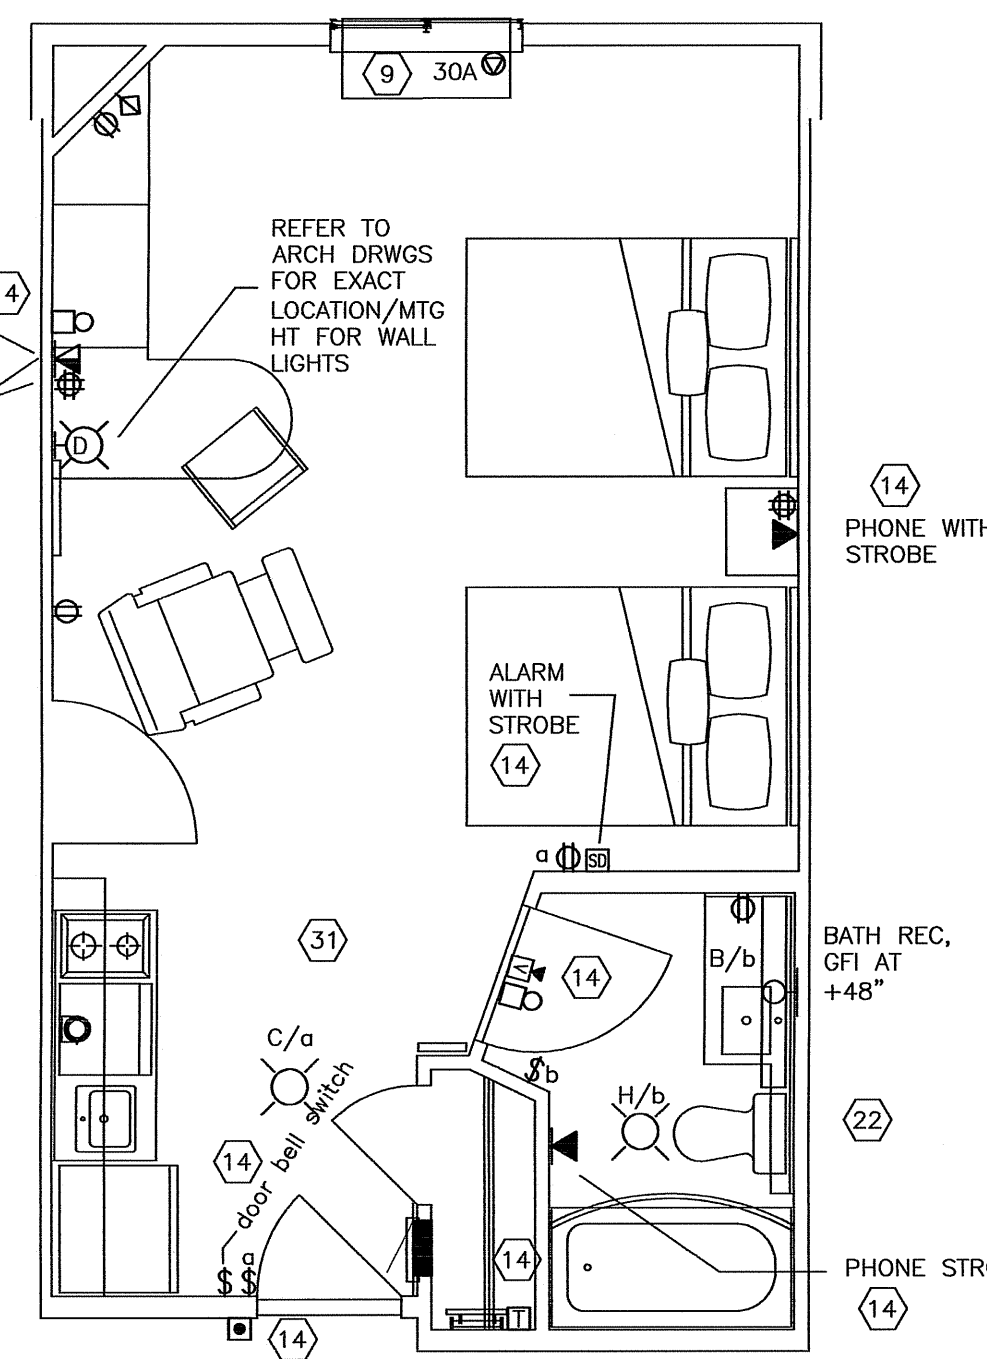 9
30A
REFER TO
ARCH DRWGS
FOR EXACT
LOCATION/MTG
HT FOR WALL
LIGHTS
4
D
14
PHONE WITH
STROBE
ALARM
WITH
STROBE
14
a
SD
31
V
14
B/b
BATH REC,
GFI AT
+48"
C/a
$b
H/b
22
door bell switch
14
a
$ $
14
PHONE STRO
14
T
14